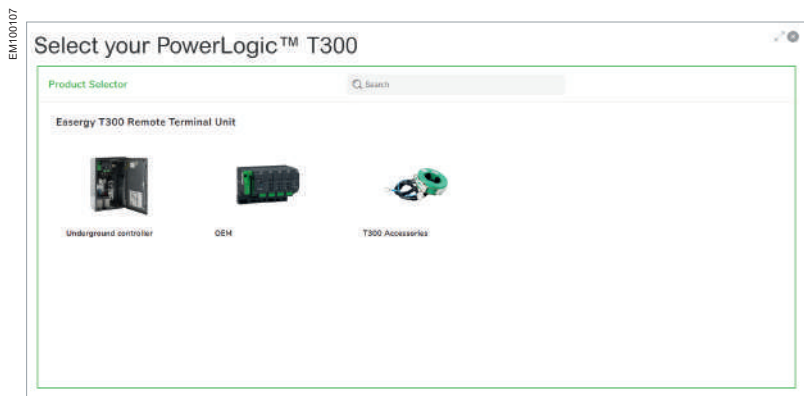 EM100107
Select your PowerLogic™ T300
Product Selector
Search
Easergy T300 Remote Terminal Unit
Underground controller
OEM
T300 Accessories